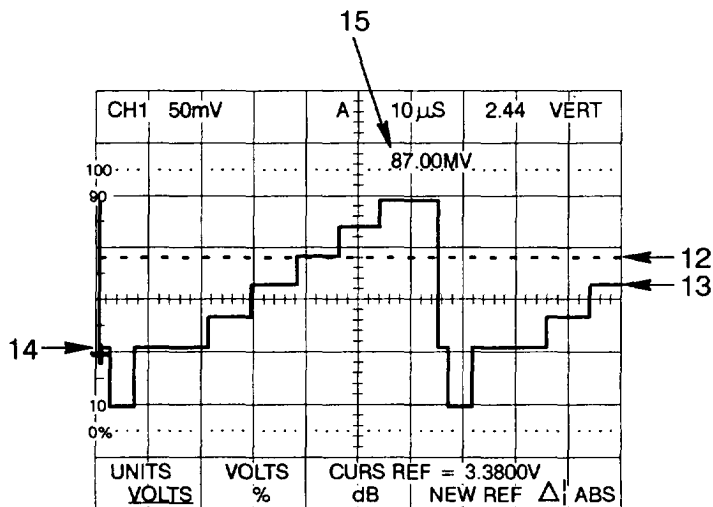 15
CH1 50mV A 10µS 2.44 VERT
87.00MV
100
90
12
13
14
10
0%
UNITS VOLTS CURS REF = 3.3800V
VOLTS % dB NEW REF Δ¦ ABS